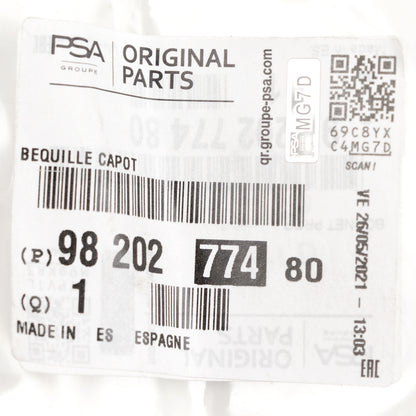 PSA
GROUPE
ORIGINAL
PARTS
qr.groupe-psa.com
MG7D
69C8YX
C4MG7D
SCAN!
BEQUILLE CAPOT
(P) 98 202 774 80
(Q) 1
MADE IN ES ESPAGNE
VE 26/05/2021 - 13:03
EAC